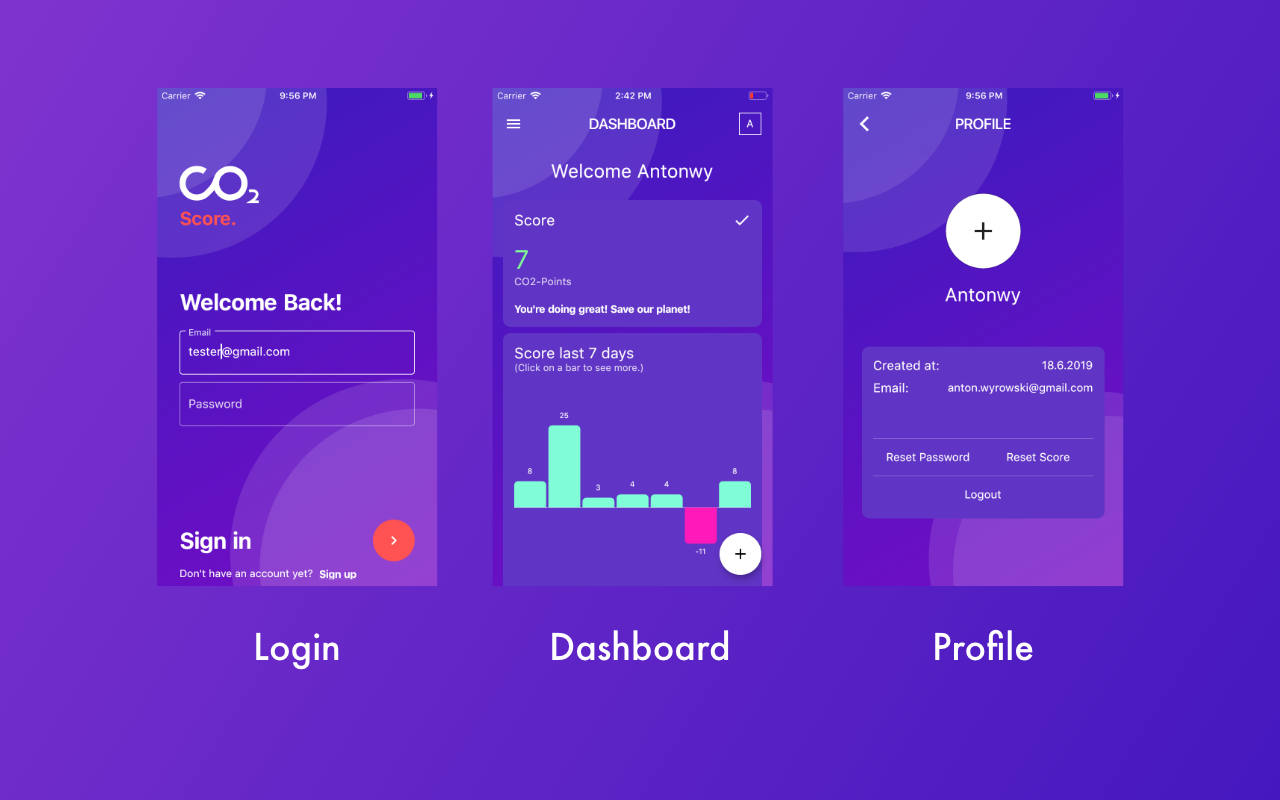 Carrier 9:56 PM
CO2
Score.
Welcome Back!
Email
tester@gmail.com
Password
Sign in
Don't have an account yet? Sign up
Login
Carrier 2:42 PM
DASHBOARD A
Welcome Antonwy
Score
7
CO2-Points
You're doing great! Save our planet!
Score last 7 days
(Click on a bar to see more.)
8 25 3 4 4 -11 8
Dashboard
Carrier 9:56 PM
PROFILE
Antonwy
Created at: 18.6.2019
Email: anton.wyrowski@gmail.com
Reset Password Reset Score
Logout
Profile